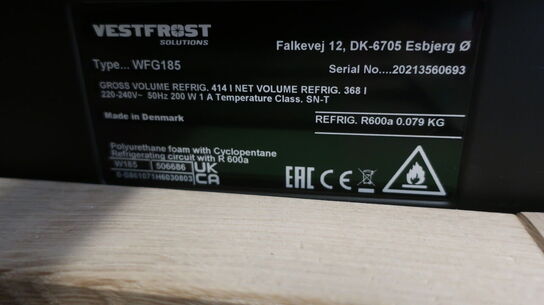 VESTFROST
SOLUTIONS
Falkevej 12, DK-6705 Esbjerg Ø
Type... WFG185
Serial No....20213560693
GROSS VOLUME REFRIG. 414 l NET VOLUME REFRIG. 368 l
220-240V~ 50Hz 200 W 1 A Temperature Class. SN-T
Made in Denmark
REFRIG. R600a 0.079 KG
Polyurethane foam with Cyclopentane
Refrigerating circuit with R 600a
W185 506686
UK
CA
EAC CE